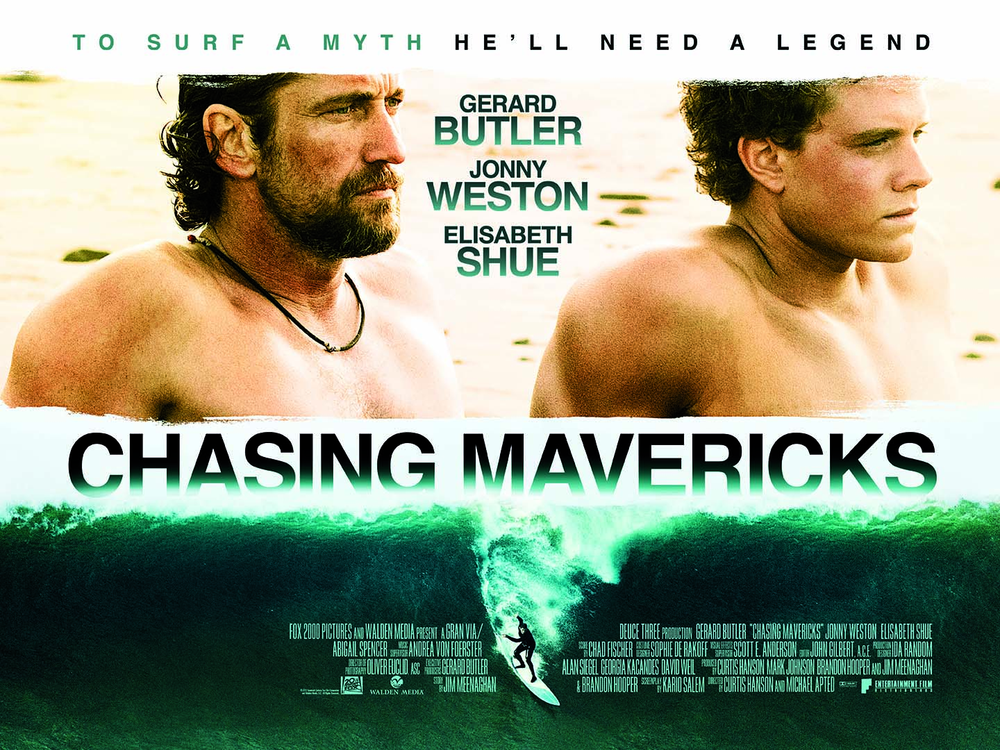 TO SURF A MYTH HE'LL NEED A LEGEND
GERARD
BUTLER
JONNY
WESTON
ELISABETH
SHUE
CHASING MAVERICKS
FOX 2000 PICTURES AND WALDEN MEDIA PRESENT A GRAN VIA/
DEUCE THREE PRODUCTION GERARD BUTLER "CHASING MAVERICKS" JONNY WESTON ELISABETH SHUE
ABIGAIL SPENCER MUSIC SUPERVISOR ANDREA VON FOERSTER
SCORE BY CHAD FISCHER COSTUME DESIGNER SOPHIE DE RAKOFF VISUAL EFFECTS SUPERVISOR SCOTT E. ANDERSON EDITOR JOHN GILBERT, A.C.E. PRODUCTION DESIGNER IDA RANDOM
DIRECTOR OF PHOTOGRAPHY OLIVER EUCLID ASC EXECUTIVE PRODUCERS GERARD BUTLER
ALAN SIEGEL GEORGIA KACANDES DAVID WEIL PRODUCED BY CURTIS HANSON MARK JOHNSON BRANDON HOOPER AND JIM MEENAGHAN
STORY BY JIM MEENAGHAN
& BRANDON HOOPER SCREENPLAY BY KARIO SALEM DIRECTED BY CURTIS HANSON AND MICHAEL APTED
WALDEN MEDIA
ENTERTAINMENT FILM
DISTRIBUTORS